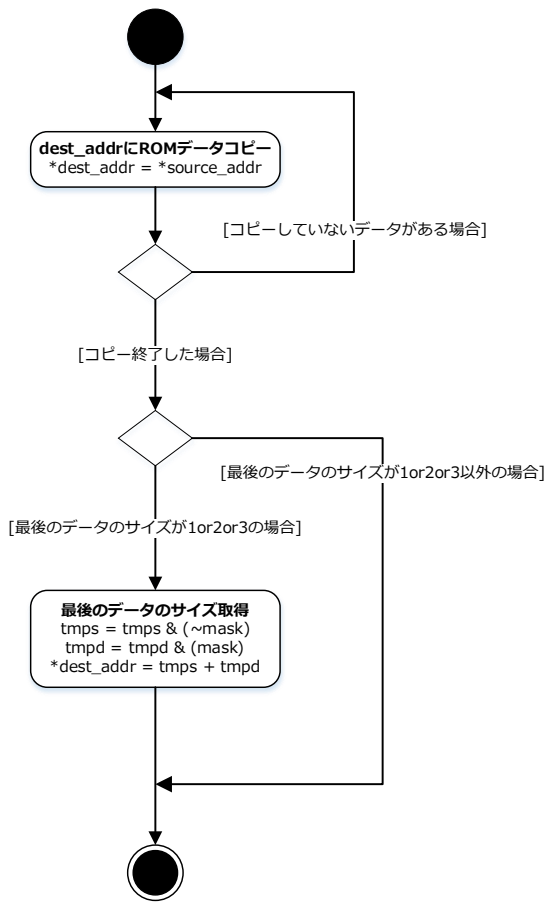 dest_addrにROMデータコピー
*dest_addr = *source_addr
[コピーしていないデータがある場合]
[コピー終了した場合]
[最後のデータのサイズが1or2or3以外の場合]
[最後のデータのサイズが1or2or3の場合]
最後のデータのサイズ取得
tmps = tmps & (~mask)
tmpd = tmpd & (mask)
*dest_addr = tmps + tmpd